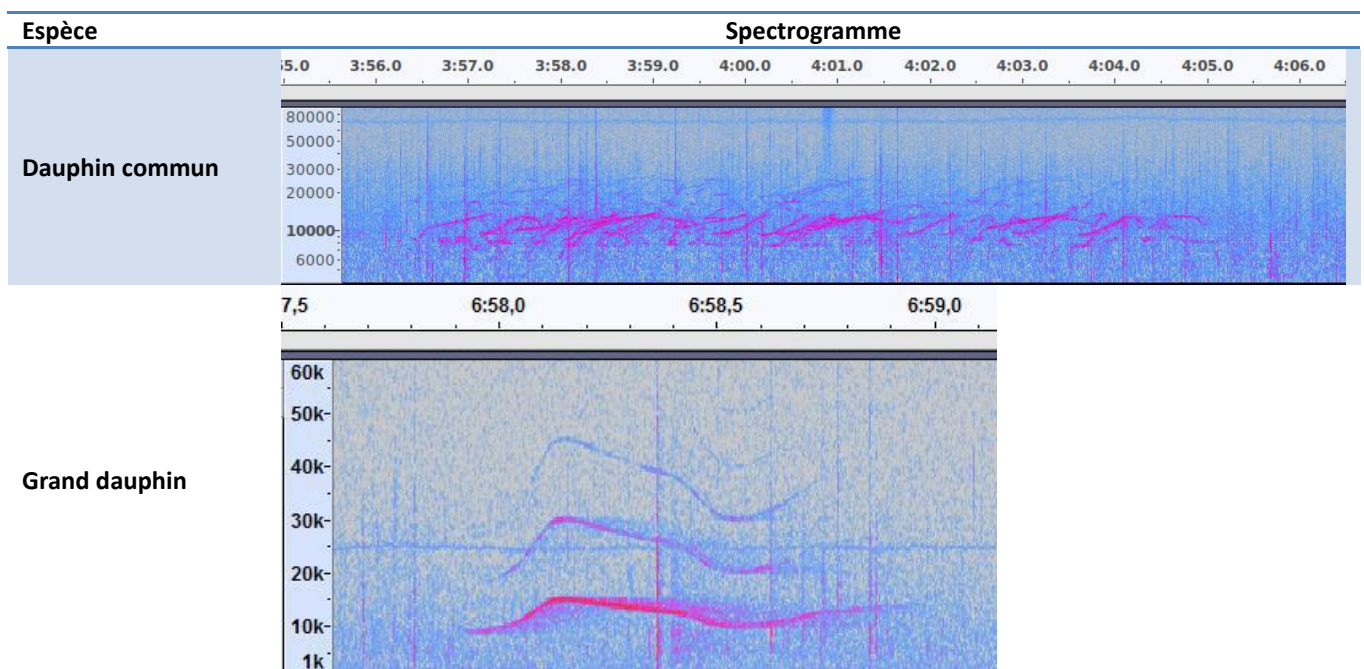 Espèce Spectrogramme
55.0 3:56.0 3:57.0 3:58.0 3:59.0 4:00.0 4:01.0 4:02.0 4:03.0 4:04.0 4:05.0 4:06.0
80000
50000
Dauphin commun
30000
20000
10000
6000
7,5 6:58,0 6:58,5 6:59,0
60k
50k
40k
Grand dauphin
30k
20k
10k
1k